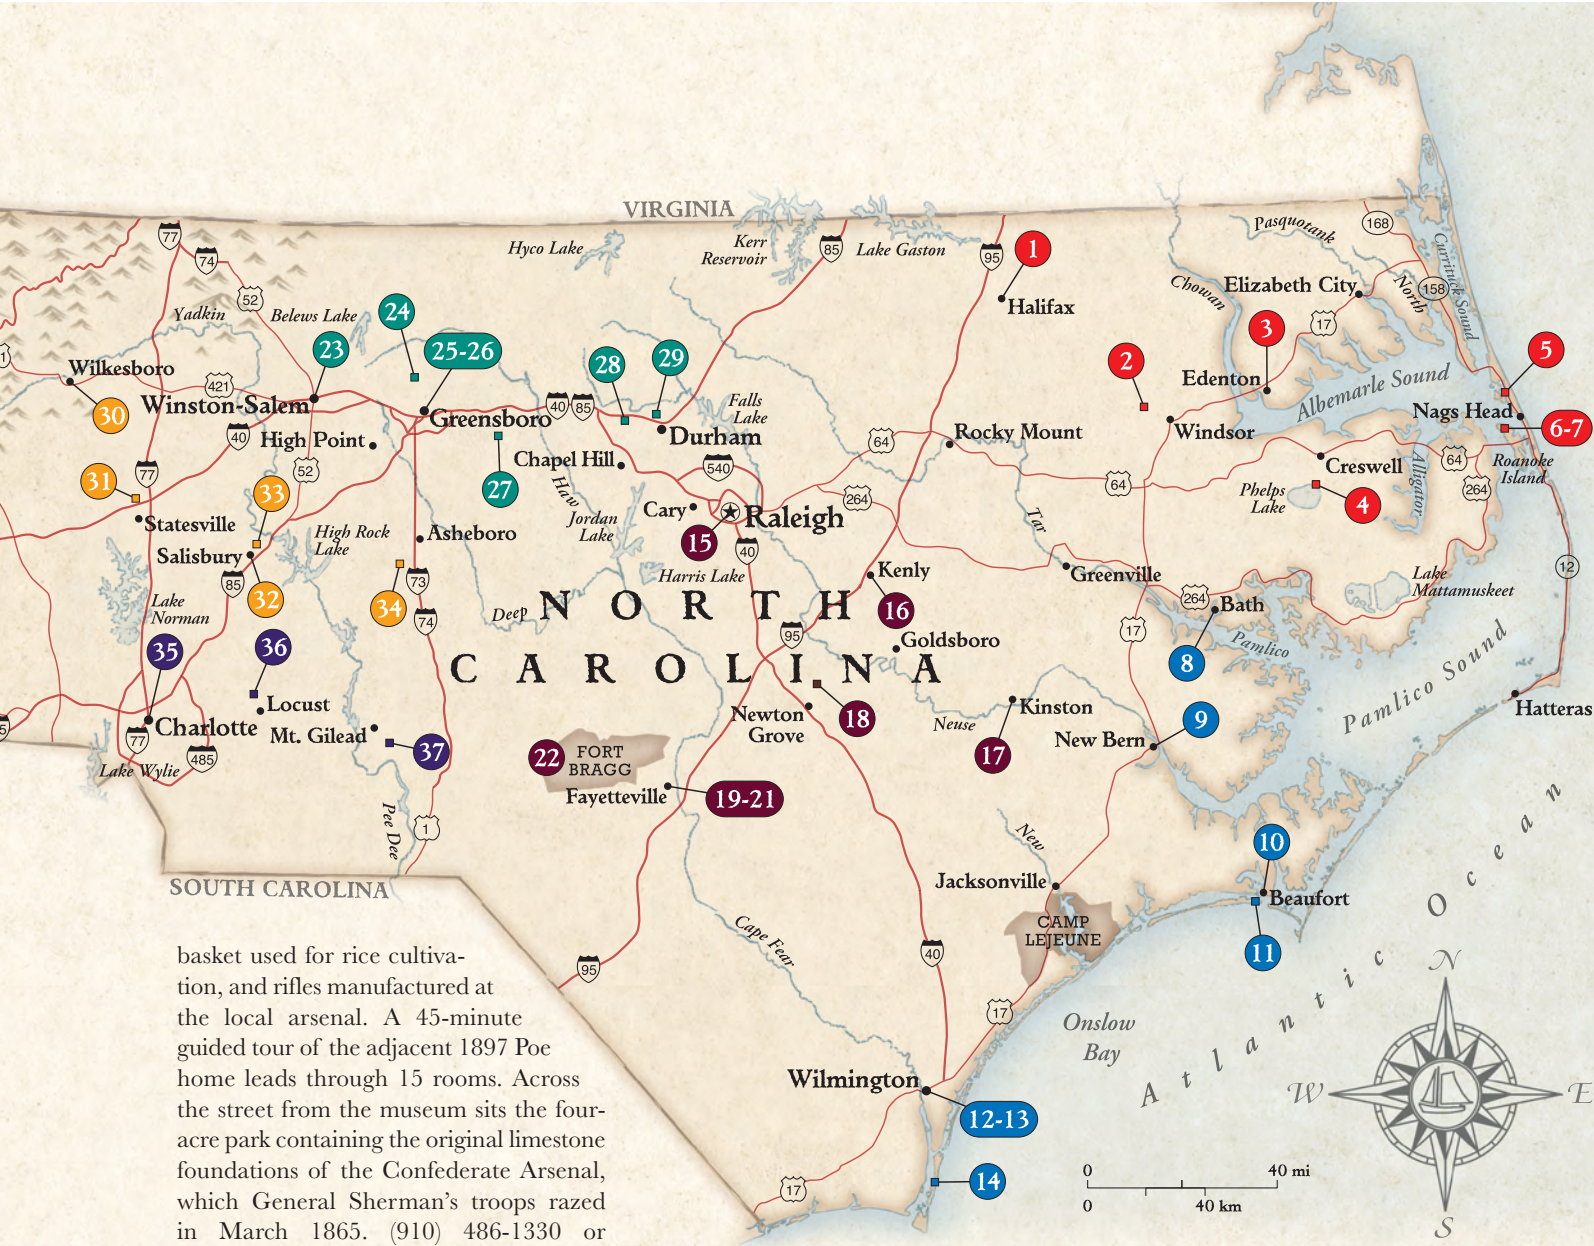 VIRGINIA
77
74
Hyco Lake
Kerr
Reservoir
85
Lake Gaston
95
1
Halifax
Pasquotank
168
Currituck Sound
Chowan
Elizabeth City
North
158
17
52
Yadkin
Belews Lake
24
23
25-26
28
29
2
3
5
1
Wilkesboro
30
421
Winston-Salem
40
High Point
Greensboro
40
85
Falls
Lake
Durham
Edenton
Albemarle Sound
Nags Head
6-7
Windsor
Rocky Mount
64
64
Creswell
Alligator
64
264
Roanoke
Island
Phelps
Lake
4
77
52
31
33
27
Chapel Hill
Haw
540
264
Statesville
High Rock
Lake
Asheboro
Jordan
Lake
Cary
15
Raleigh
40
Tar
Salisbury
85
32
34
73
Harris Lake
Kenly
16
Greenville
264
Bath
Lake
Mattamuskeet
12
Lake
Norman
74
Deep
NORTH
CAROLINA
95
Goldsboro
17
8
Pamlico
Pamlico Sound
35
36
Locust
Charlotte
Mt. Gilead
37
77
485
5
Lake Wylie
Newton
Grove
18
Neuse
Kinston
17
New Bern
9
Hatteras
22
FORT
BRAGG
Fayetteville
19-21
Pee Dee
1
New
10
Beaufort
11
Jacksonville
CAMP
LEJEUNE
Atlantic Ocean
SOUTH CAROLINA
Cape Fear
95
40
17
Onslow
Bay
Wilmington
12-13
14
17
N
W
E
S
0
40 mi
0
40 km
basket used for rice cultiva-
tion, and rifles manufactured at
the local arsenal. A 45-minute
guided tour of the adjacent 1897 Poe
home leads through 15 rooms. Across
the street from the museum sits the four-
acre park containing the original limestone
foundations of the Confederate Arsenal,
which General Sherman's troops razed
in March 1865. (910) 486-1330 or